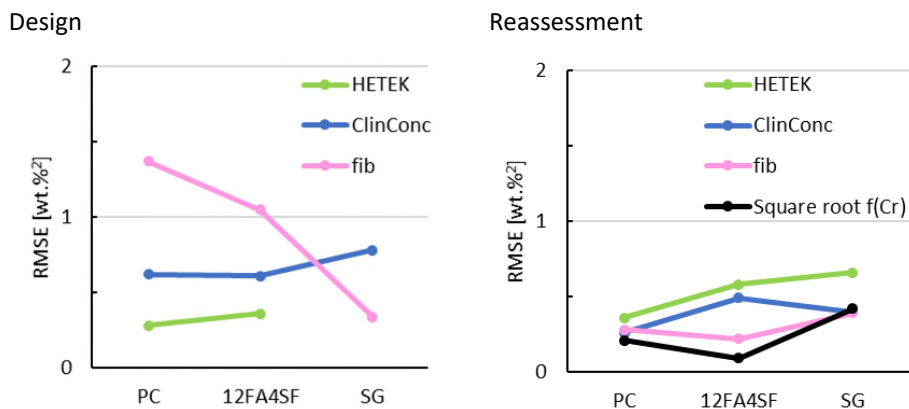 Design
2
HETEK
ClinConc
fib
RMSE [wt.%²]
1
0
PC 12FA4SF SG
Reassessment
2
HETEK
ClinConc
fib
Square root f(Cr)
RMSE [wt.%²]
1
0
PC 12FA4SF SG